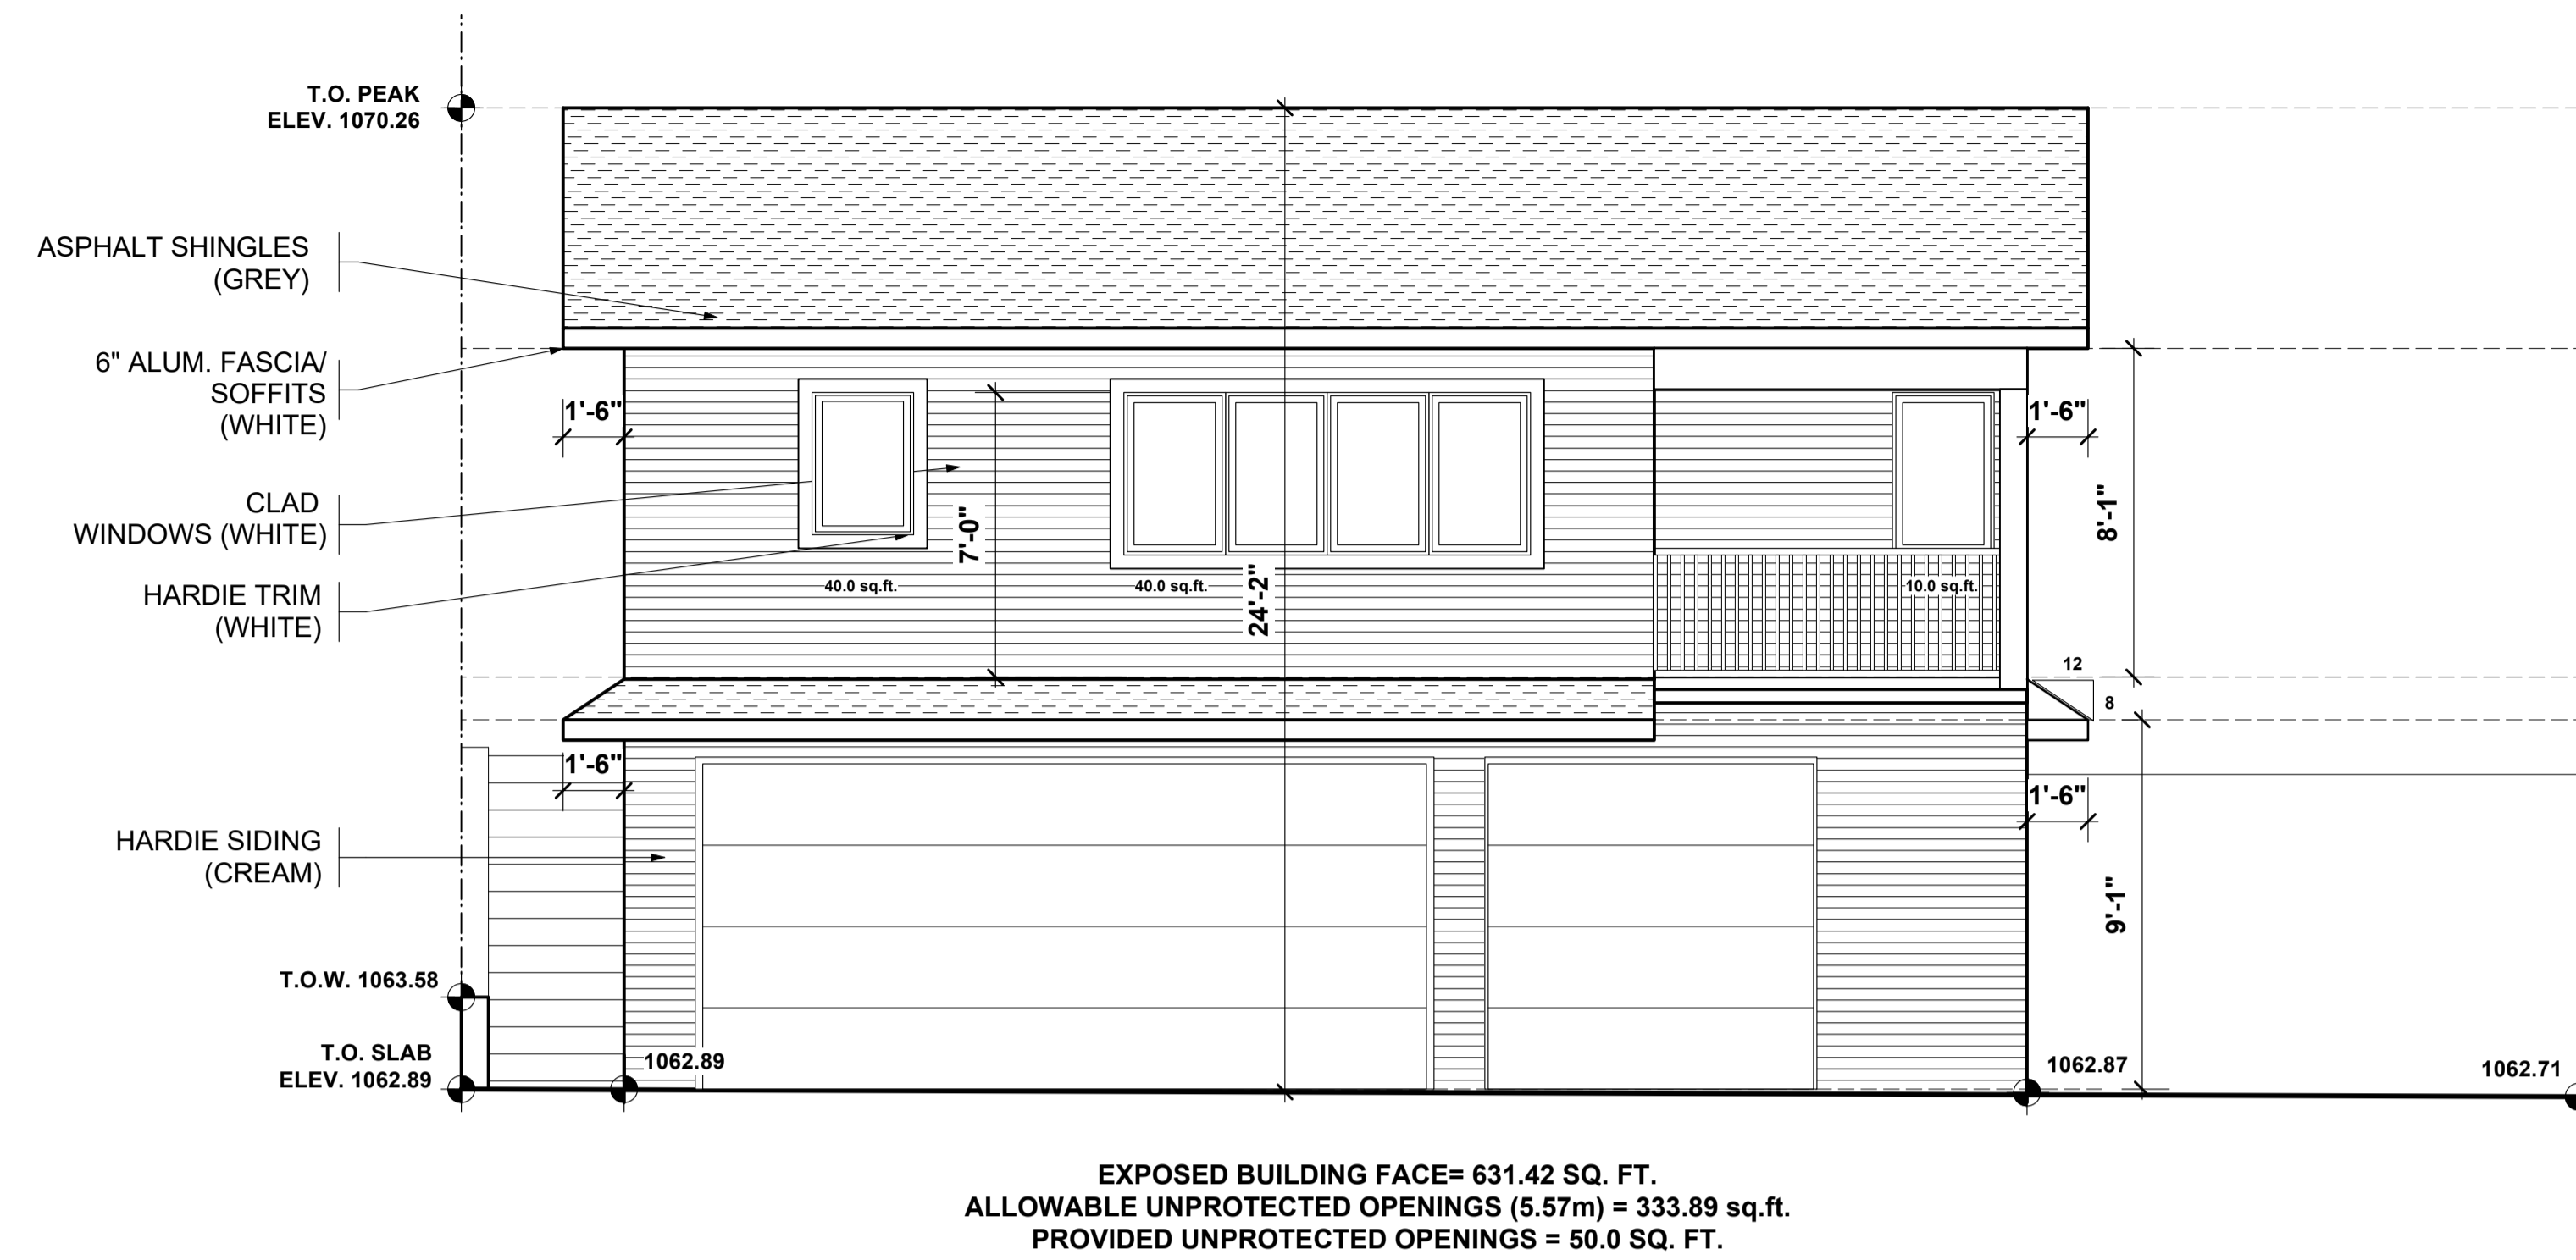 T.O. PEAK
ELEV. 1070.26
ASPHALT SHINGLES
(GREY)
6" ALUM. FASCIA/
SOFFITS
(WHITE)
1'-6"
1'-6"
CLAD
WINDOWS (WHITE)
7'-0"
8'-1"
HARDIE TRIM
(WHITE)
40.0 sq.ft.
40.0 sq.ft.
24'-2"
10.0 sq.ft.
12
8
1'-6"
1'-6"
HARDIE SIDING
(CREAM)
9'-1"
T.O.W. 1063.58
T.O. SLAB
ELEV. 1062.89
1062.89
1062.87
1062.71
EXPOSED BUILDING FACE= 631.42 SQ. FT.
ALLOWABLE UNPROTECTED OPENINGS (5.57m) = 333.89 sq.ft.
PROVIDED UNPROTECTED OPENINGS = 50.0 SQ. FT.